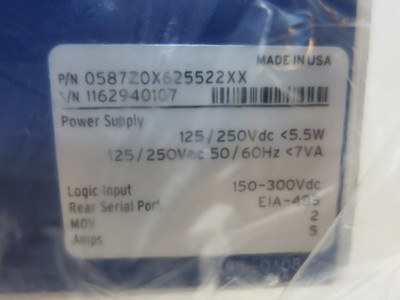 MADE IN USA
P/N 0587Z0X625522XX
S/N 1162940107
Power Supply
125/250Vdc <5.5W
125/250Vac 50/60Hz <7VA
Logic Input 150-300Vdc
Rear Serial Port EIA-485
MOV 2
Amps 5